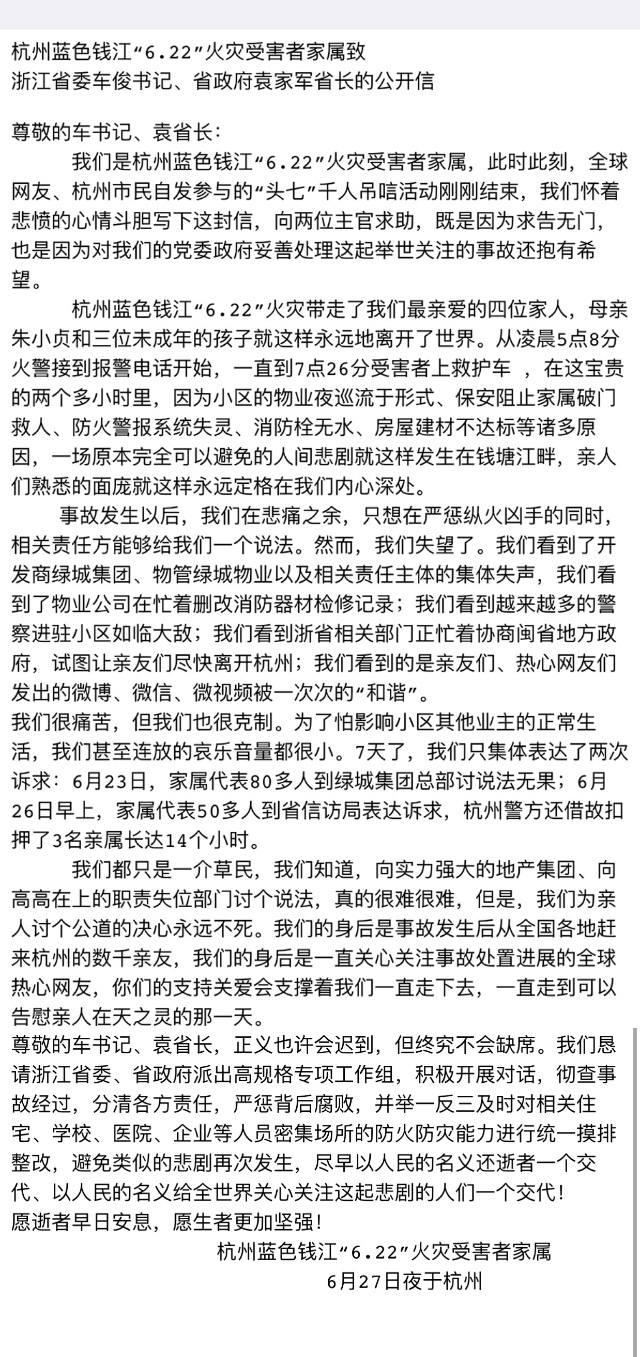 杭州蓝色钱江“6.22”火灾受害者家属致
浙江省委车俊书记、省政府袁家军省长的公开信
尊敬的车书记、袁省长：
我们是杭州蓝色钱江“6.22”火灾受害者家属，此时此刻，全球
网友、杭州市民自发参与的“头七”千人吊唁活动刚刚结束，我们怀着
悲愤的心情斗胆写下这封信，向两位主官求助，既是因为求告无门，
也是因为对我们的党委政府妥善处理这起举世关注的事故还抱有希
望。
杭州蓝色钱江“6.22”火灾带走了我们最亲爱的四位家人，母亲
朱小贞和三位未成年的孩子就这样永远地离开了世界。从凌晨5点8分
火警接到报警电话开始，一直到7点26分受害者上救护车 ，在这宝贵
的两个多小时里，因为小区的物业夜巡流于形式、保安阻止家属破门
救人、防火警报系统失灵、消防栓无水、房屋建材不达标等诸多原
因，一场原本完全可以避免的人间悲剧就这样发生在钱塘江畔，亲人
们熟悉的面庞就这样永远定格在我们内心深处。
事故发生以后，我们在悲痛之余，只想在严惩纵火凶手的同时，
相关责任方能够给我们一个说法。然而，我们失望了。我们看到了开
发商绿城集团、物管绿城物业以及相关责任主体的集体失声，我们看
到了物业公司在忙着删改消防器材检修记录；我们看到越来越多的警
察进驻小区如临大敌；我们看到浙省相关部门正忙着协商闽省地方政
府，试图让亲友们尽快离开杭州；我们看到的是亲友们、热心网友们
发出的微博、微信、微视频被一次次的“和谐”。
我们很痛苦，但我们也很克制。为了怕影响小区其他业主的正常生
活，我们甚至连放的哀乐音量都很小。7天了，我们只集体表达了两次
诉求：6月23日，家属代表80多人到绿城集团总部讨说法无果；6月
26日早上，家属代表50多人到省信访局表达诉求，杭州警方还借故扣
押了3名亲属长达14个小时。
我们都只是一介草民，我们知道，向实力强大的地产集团、向
高高在上的职责失位部门讨个说法，真的很难很难，但是，我们为亲
人讨个公道的决心永远不死。我们的身后是事故发生后从全国各地赶
来杭州的数千亲友，我们的身后是一直关心关注事故处置进展的全球
热心网友，你们的支持关爱会支撑着我们一直走下去，一直走到可以
告慰亲人在天之灵的那一天。
尊敬的车书记、袁省长，正义也许会迟到，但终究不会缺席。我们恳
请浙江省委、省政府派出高规格专项工作组，积极开展对话，彻查事
故经过，分清各方责任，严惩背后腐败，并举一反三及时对相关住
宅、学校、医院、企业等人员密集场所的防火防灾能力进行统一摸排
整改，避免类似的悲剧再次发生，尽早以人民的名义还逝者一个交
代、以人民的名义给全世界关心关注这起悲剧的人们一个交代！
愿逝者早日安息，愿生者更加坚强！
杭州蓝色钱江“6.22”火灾受害者家属
6月27日夜于杭州